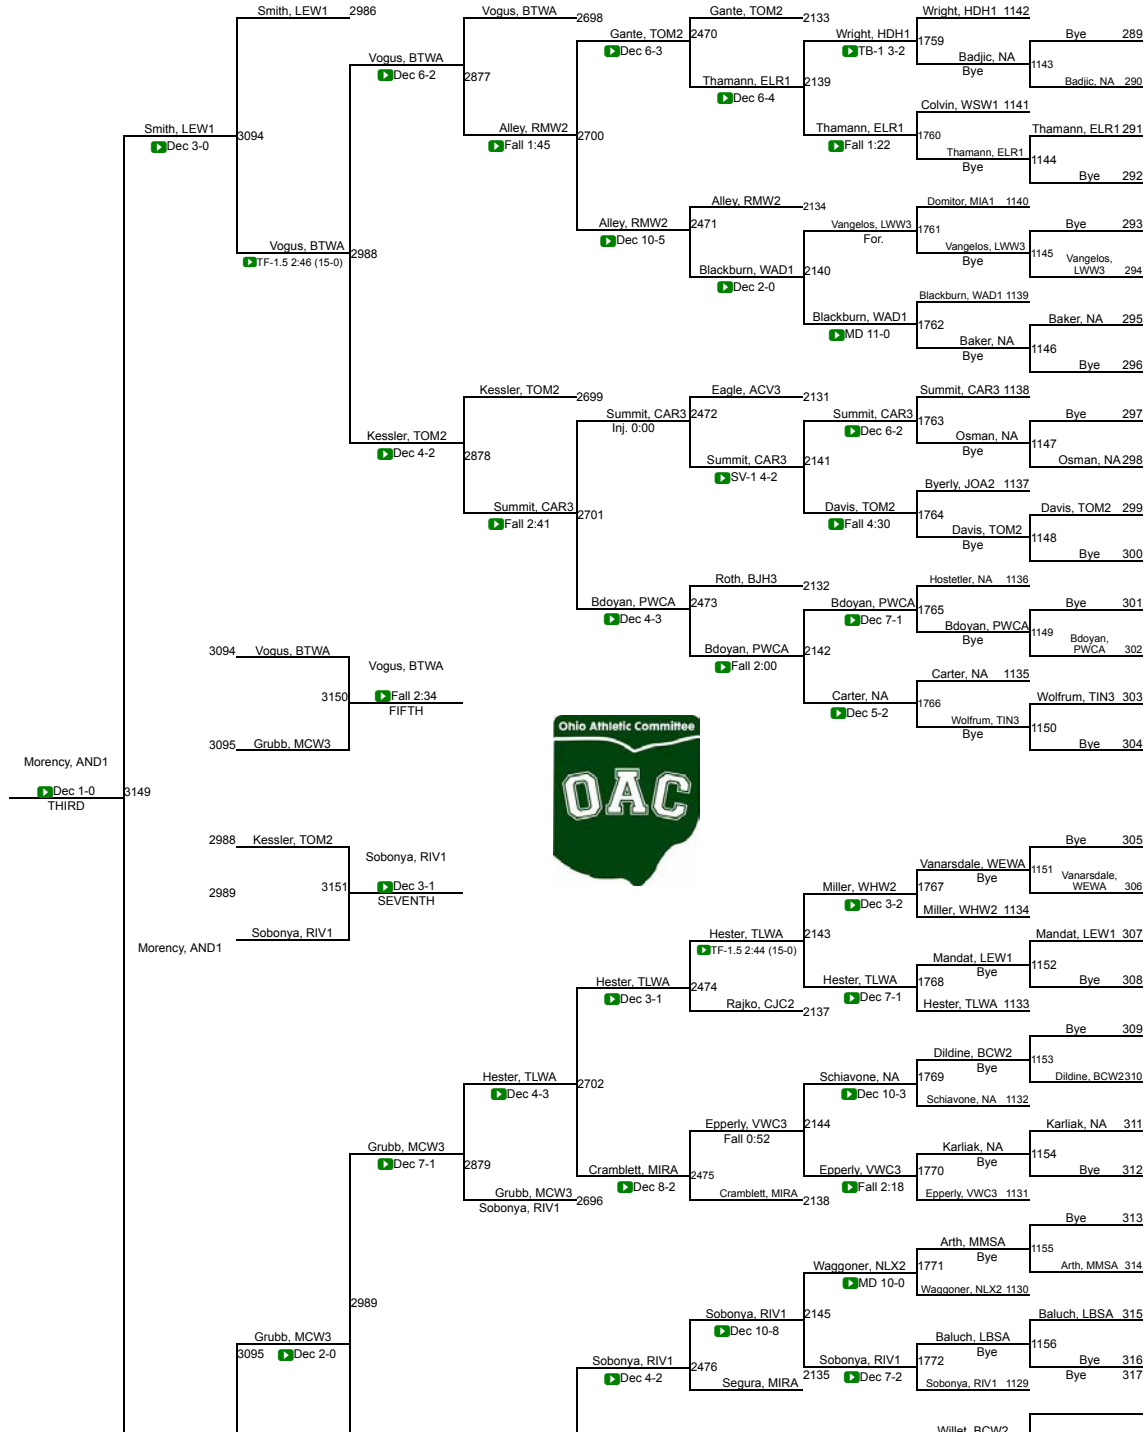 Smith, LEW1 2986
Vogus, BTWA
2698
Gante, TOM2
2133
Wright, HDH1 1142
Bye 289
Gante, TOM2 2470
Dec 6-3
Wright, HDH1
TB-1 3-2
1759
Badjic, NA
Bye
1143
Badjic, NA 290
Vogus, BTWA
Dec 6-2
2877
Thamann, ELR1
Dec 6-4
2139
Colvin, WSW1 1141
Smith, LEW1
Dec 3-0
3094
Alley, RMW2
Fall 1:45
2700
Thamann, ELR1
Fall 1:22
1760
Thamann, ELR1 291
Thamann, ELR1
Bye
1144
Bye 292
Alley, RMW2
2134
Domitor, MIA1 1140
Alley, RMW2
Dec 10-5
2471
Vangelos, LWW3
For.
1761
Bye 293
Vogus, BTWA
TF-1.5 2:46 (15-0)
2988
Vangelos, LWW3
Bye
1145
Vangelos,
LWW3 294
Blackburn, WAD1
Dec 2-0
2140
Blackburn, WAD1 1139
Blackburn, WAD1
MD 11-0
1762
Baker, NA 295
Baker, NA
Bye
1146
Bye 296
Kessler, TOM2
2699
Eagle, ACV3
2131
Summit, CAR3 1138
Summit, CAR3 2472
Inj. 0:00
Summit, CAR3
Dec 6-2
1763
Bye 297
Kessler, TOM2
Dec 4-2
2878
Osman, NA
Bye
1147
Osman, NA 298
Summit, CAR3
SV-1 4-2
2141
Byerly, JOA2 1137
Summit, CAR3
Fall 2:41
2701
Davis, TOM2
Fall 4:30
1764
Davis, TOM2 299
Davis, TOM2
Bye
1148
Bye 300
Roth, BJH3
2132
Hostetler, NA 1136
Bdoyan, PWCA
Dec 4-3
2473
Bdoyan, PWCA
Dec 7-1
1765
Bye 301
Bdoyan, PWCA
Bye
1149
Bdoyan,
PWCA 302
3094 Vogus, BTWA
Vogus, BTWA
Bdoyan, PWCA
Fall 2:00
2142
Carter, NA 1135
3150
Fall 2:34
FIFTH
Carter, NA
Dec 5-2
1766
Wolfrum, TIN3 303
Wolfrum, TIN3
Bye
1150
Bye 304
3095 Grubb, MCW3
Ohio Athletic Committee
OAC
Morency, AND1
Dec 1-0
THIRD
3149
2988 Kessler, TOM2
Sobonya, RIV1
Bye 305
2989
3151
Dec 3-1
SEVENTH
Vanarsdale, WEWA
Bye
1151
Vanarsdale,
WEWA 306
Miller, WHW2
Dec 3-2
1767
Miller, WHW2 1134
Morency, AND1
Sobonya, RIV1
Hester, TLWA
TF-1.5 2:44 (15-0)
2143
Mandat, LEW1 307
Mandat, LEW1
Bye
1152
Hester, TLWA
Dec 3-1
2474
Hester, TLWA
Dec 7-1
1768
Bye 308
Rajko, CJC2
2137
Hester, TLWA 1133
Bye 309
Dildine, BCW2
Bye
1153
Hester, TLWA
Dec 4-3
2702
Schiavone, NA
Dec 10-3
1769
Dildine, BCW2 310
Schiavone, NA 1132
Epperly, VWC3
Fall 0:52
2144
Karliak, NA 311
Grubb, MCW3
Dec 7-1
2879
Karliak, NA
Bye
1154
Cramblett, MIRA
Dec 8-2
2475
Epperly, VWC3
Fall 2:18
1770
Bye 312
Grubb, MCW3
Sobonya, RIV1
2696
Cramblett, MIRA
2138
Epperly, VWC3 1131
Bye 313
Arth, MMSA
Bye
1155
Waggoner, NLX2
MD 10-0
1771
Arth, MMSA 314
Waggoner, NLX2 1130
2989
Sobonya, RIV1
Dec 10-8
2145
Baluch, LBSA 315
Grubb, MCW3
3095 Dec 2-0
Baluch, LBSA
Bye
1156
Sobonya, RIV1
Dec 4-2
2476
Sobonya, RIV1
Dec 7-2
1772
Bye 316
Bye 317
Segura, MIRA
2135
Sobonya, RIV1 1129
Willet, BCW2